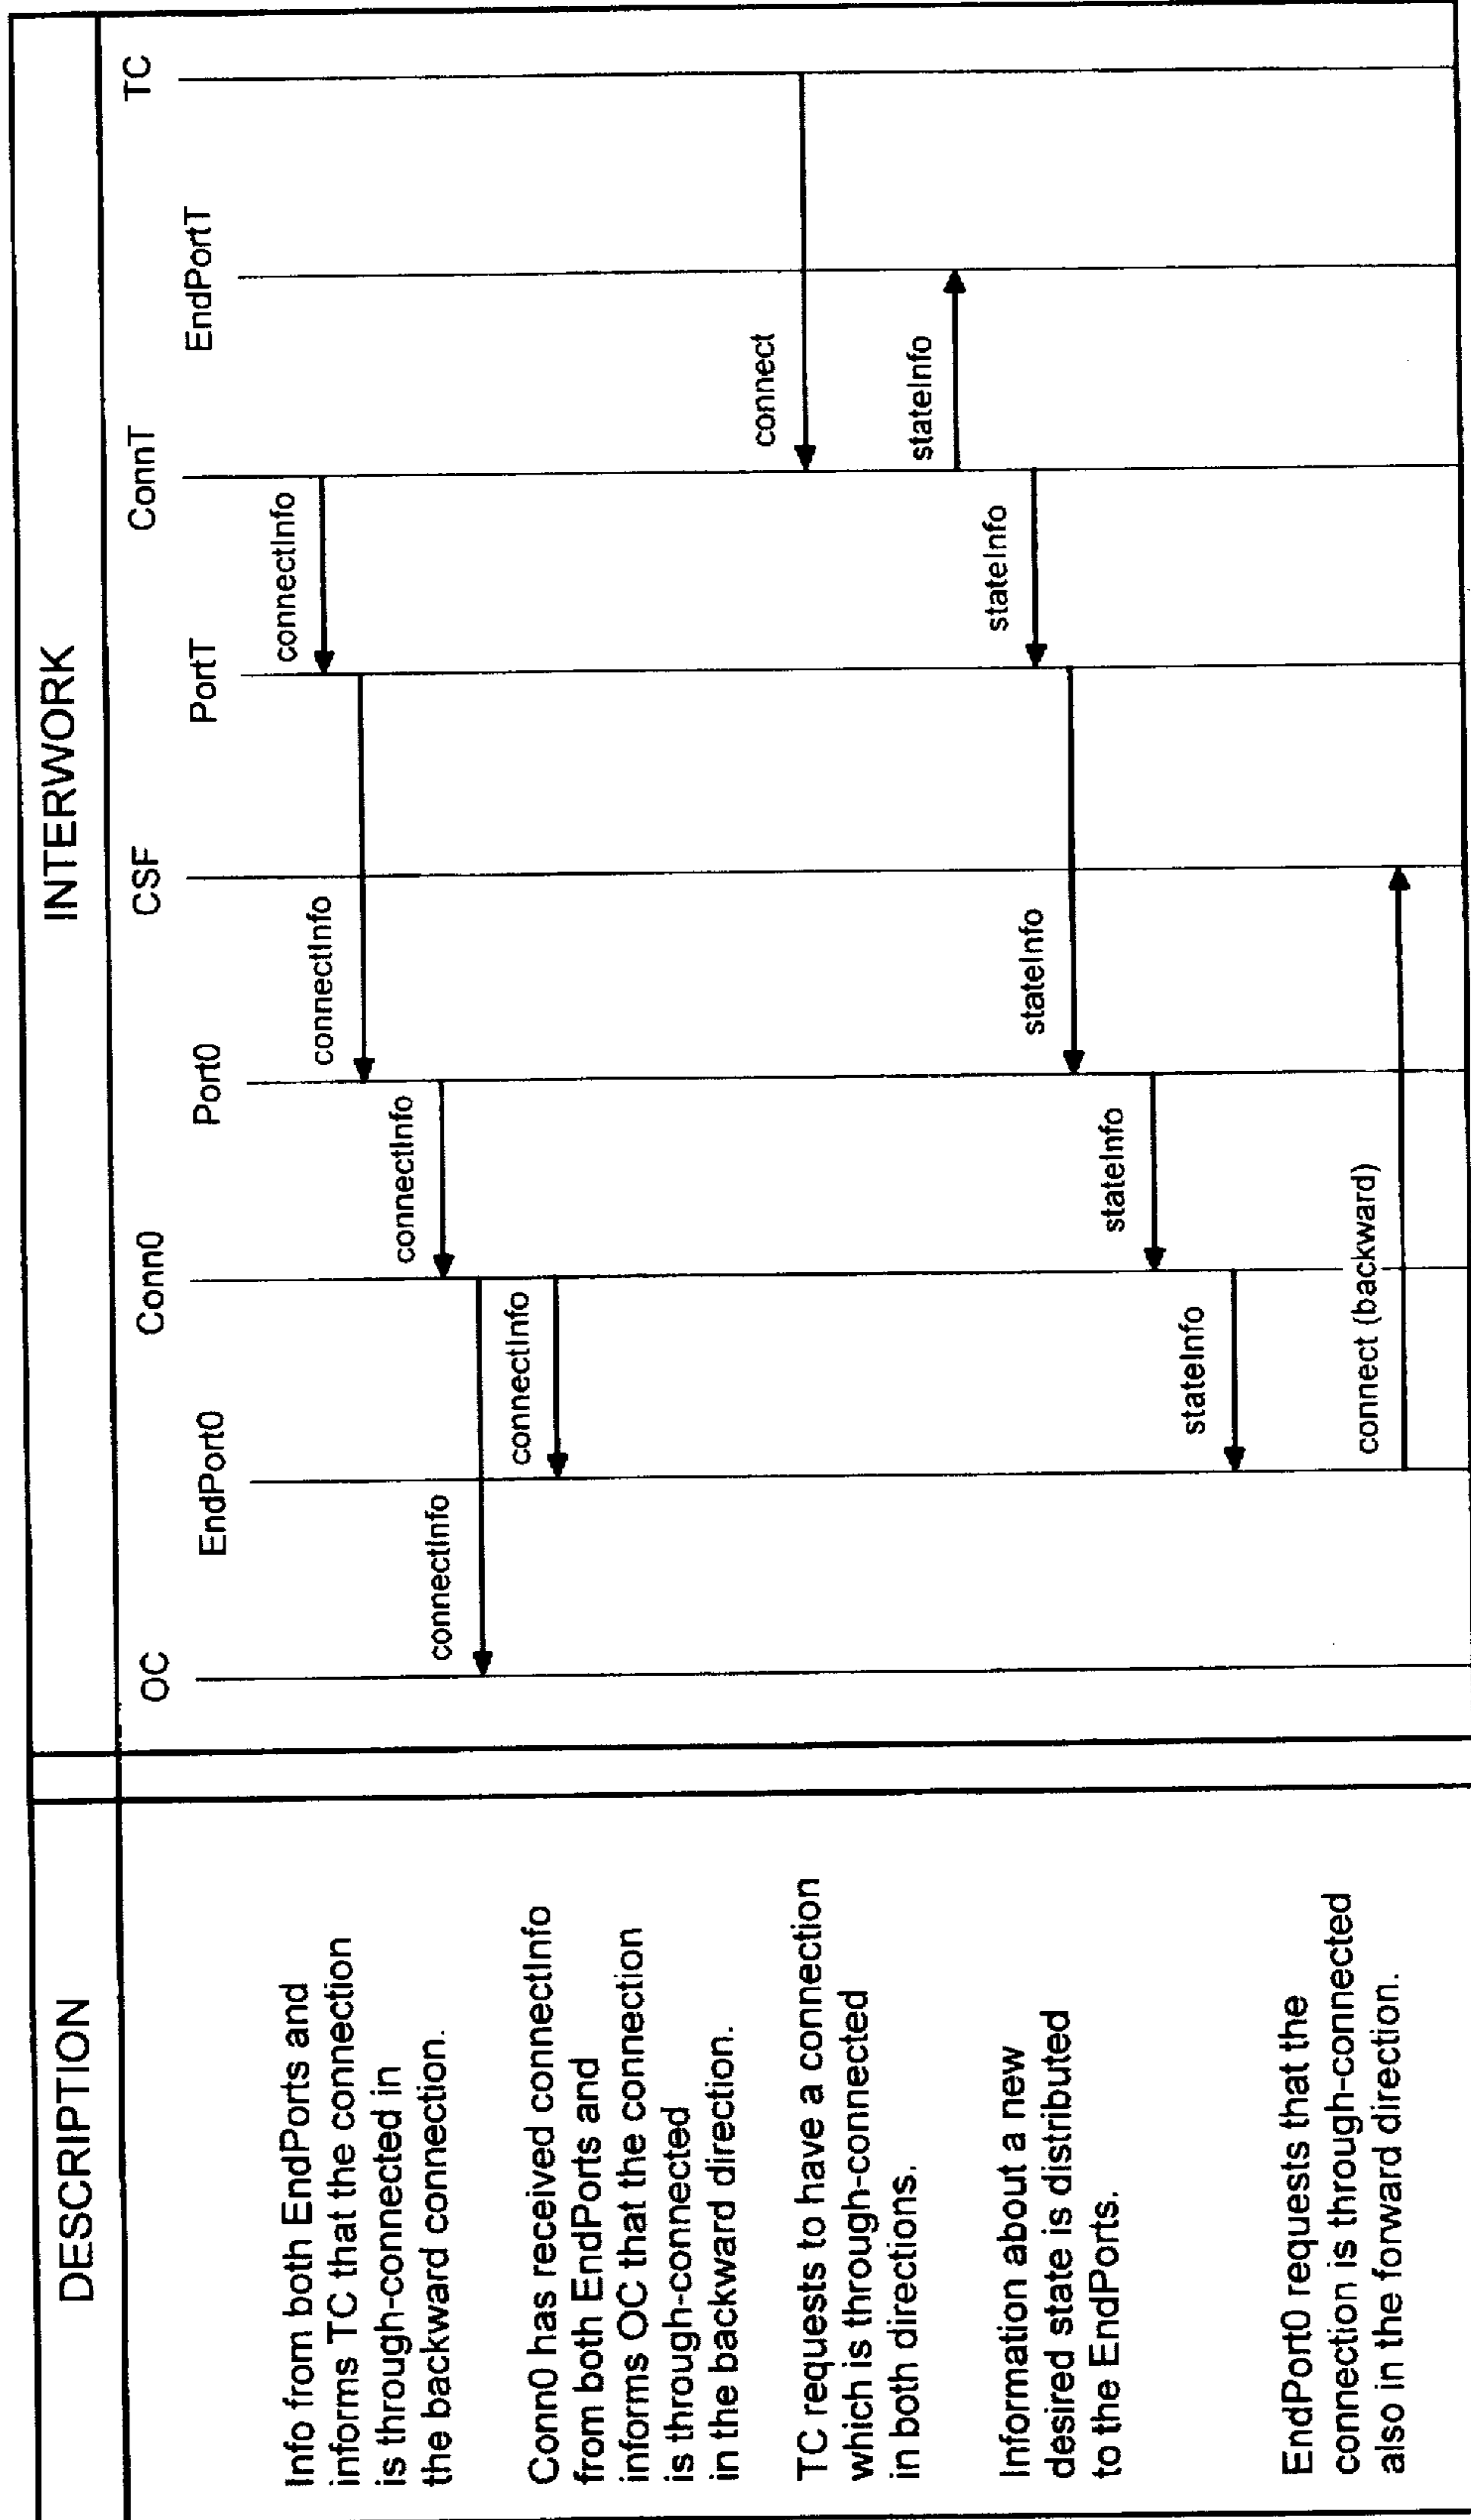 DESCRIPTION
INTERWORK
OC
EndPort0
Conn0
Port0
CSF
PortT
ConnT
EndPortT
TC
Info from both EndPorts and
informs TC that the connection
is through-connected in
the backward connection.
Conn0 has received connectInfo
from both EndPorts and
informs OC that the connection
is through-connected
in the backward direction.
TC requests to have a connection
which is through-connected
in both directions.
Information about a new
desired state is distributed
to the EndPorts.
EndPort0 requests that the
connection is through-connected
also in the forward direction.
connectInfo
connectInfo
connectInfo
connectInfo
connectInfo
connect
stateInfo
stateInfo
stateInfo
stateInfo
stateInfo
connect (backward)